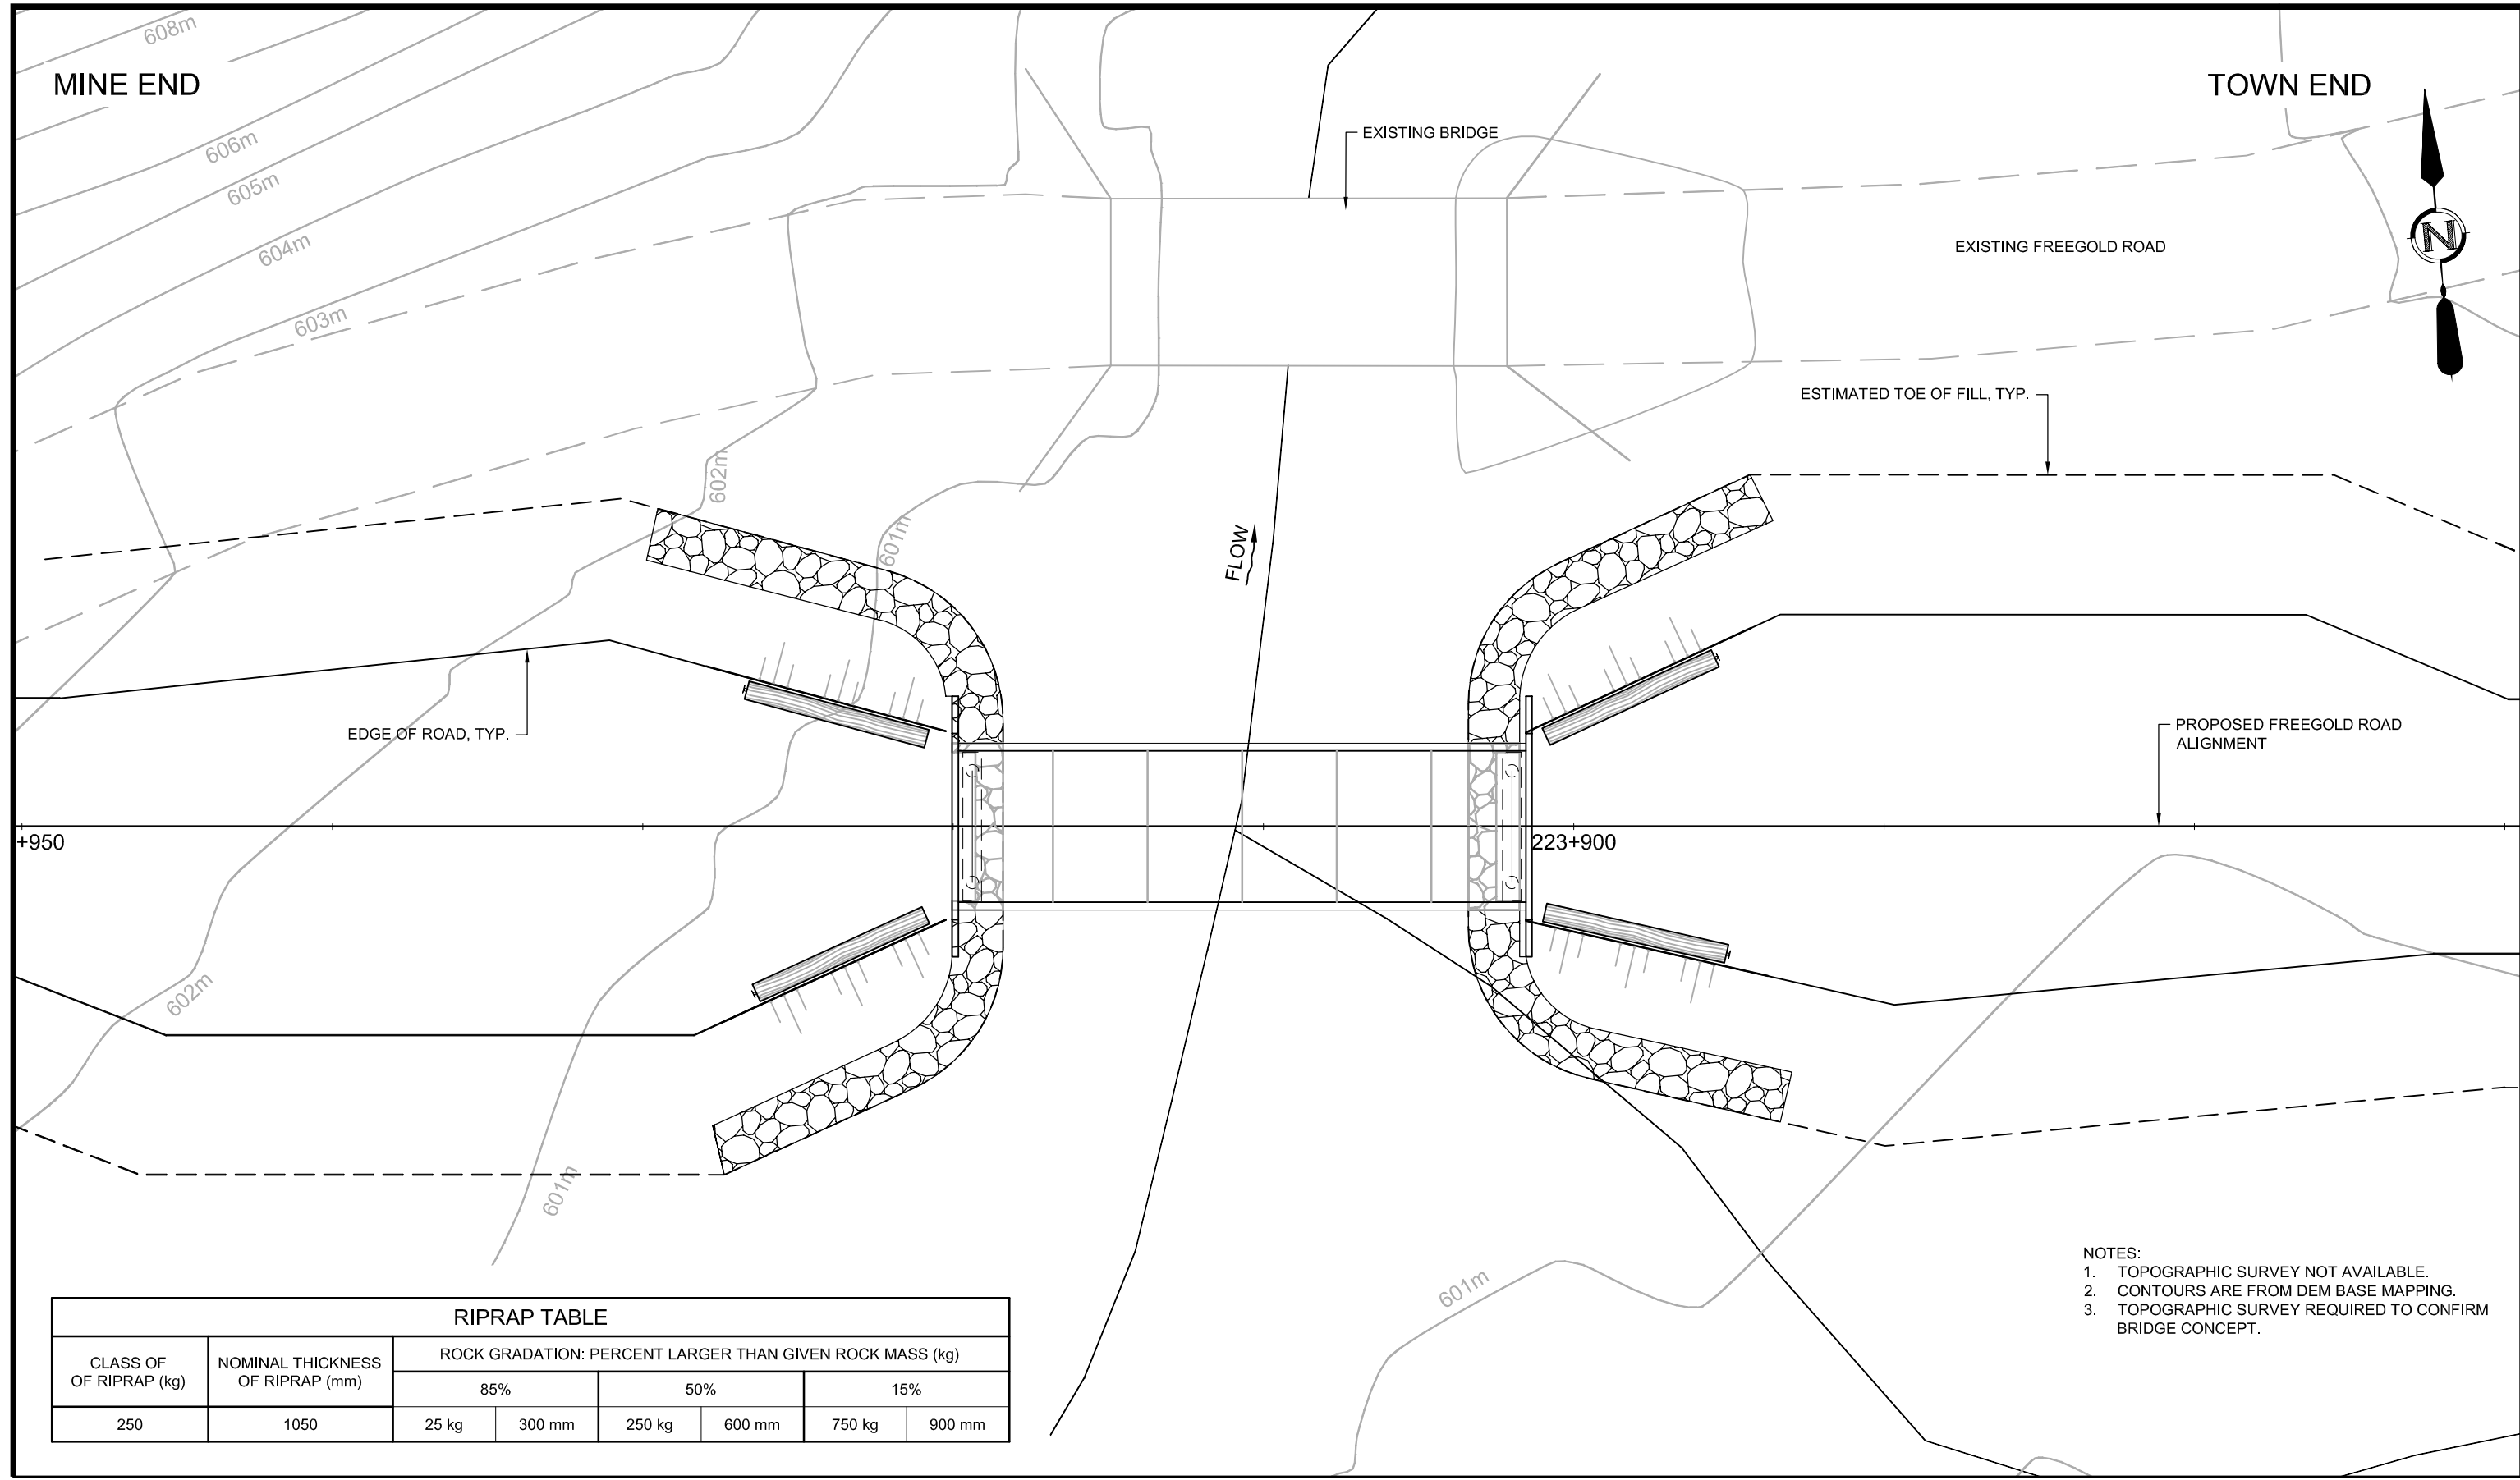 608m
MINE END
TOWN END
EXISTING BRIDGE
606m
605m
604m
N
EXISTING FREEGOLD ROAD
603m
ESTIMATED TOE OF FILL, TYP.
602m
601m
FLOW
EDGE OF ROAD, TYP.
PROPOSED FREEGOLD ROAD
ALIGNMENT
+950
223+900
602m
601m
601m
NOTES:
1. TOPOGRAPHIC SURVEY NOT AVAILABLE.
2. CONTOURS ARE FROM DEM BASE MAPPING.
3. TOPOGRAPHIC SURVEY REQUIRED TO CONFIRM
BRIDGE CONCEPT.
RIPRAP TABLE
CLASS OF
OF RIPRAP (kg)
NOMINAL THICKNESS
OF RIPRAP (mm)
ROCK GRADATION: PERCENT LARGER THAN GIVEN ROCK MASS (kg)
85% 50% 15%
250 1050 25 kg 300 mm 250 kg 600 mm 750 kg 900 mm